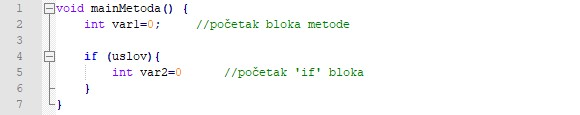 1 void mainMetoda() {
2 int var1=0; //početak bloka metode
3
4 if (uslov){
5 int var2=0 //početak 'if' bloka
6 }
7 }